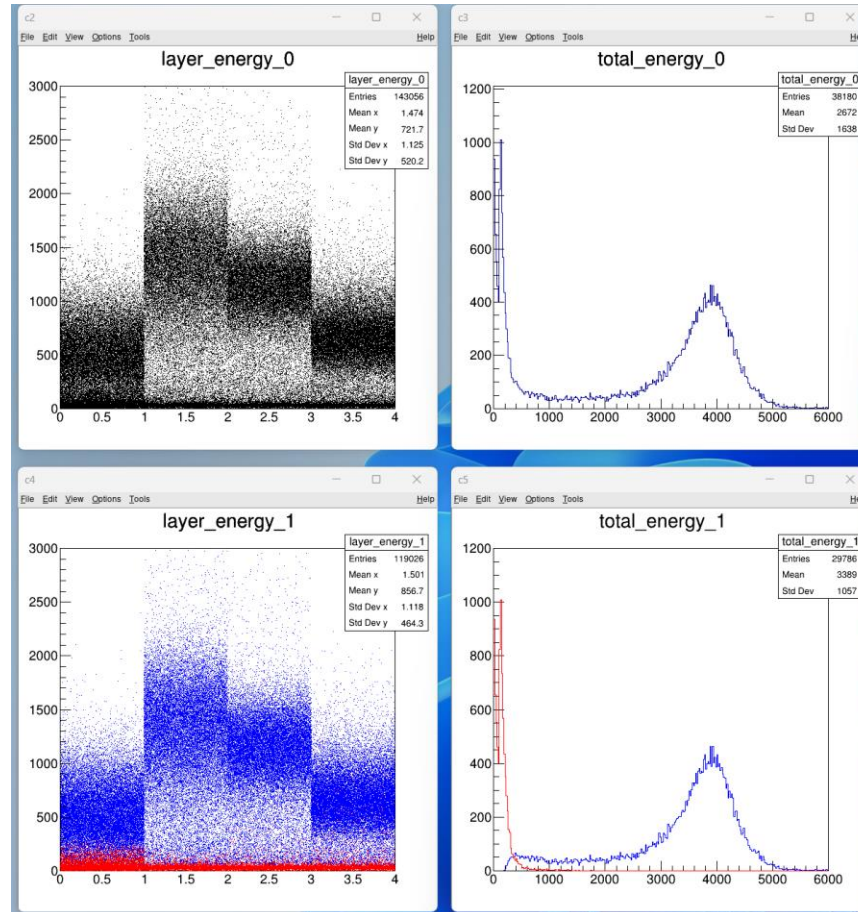 c2
File Edit View Options Tools Help
layer_energy_0
layer_energy_0
Entries 143056
Mean x 1.474
Mean y 721.7
Std Dev x 1.125
Std Dev y 520.2
3000
2500
2000
1500
1000
500
0
0 0.5 1 1.5 2 2.5 3 3.5 4
c3
File Edit View Options Tools He
total_energy_0
total_energy_0
Entries 38180
Mean 2672
Std Dev 1638
1200
1000
800
600
400
200
0
0 1000 2000 3000 4000 5000 6000
c4
File Edit View Options Tools Help
layer_energy_1
layer_energy_1
Entries 119026
Mean x 1.501
Mean y 856.7
Std Dev x 1.118
Std Dev y 464.3
3000
2500
2000
1500
1000
500
0
0 0.5 1 1.5 2 2.5 3 3.5 4
c5
File Edit View Options Tools He
total_energy_1
total_energy_1
Entries 29786
Mean 3389
Std Dev 1057
1200
1000
800
600
400
200
0
0 1000 2000 3000 4000 5000 6000